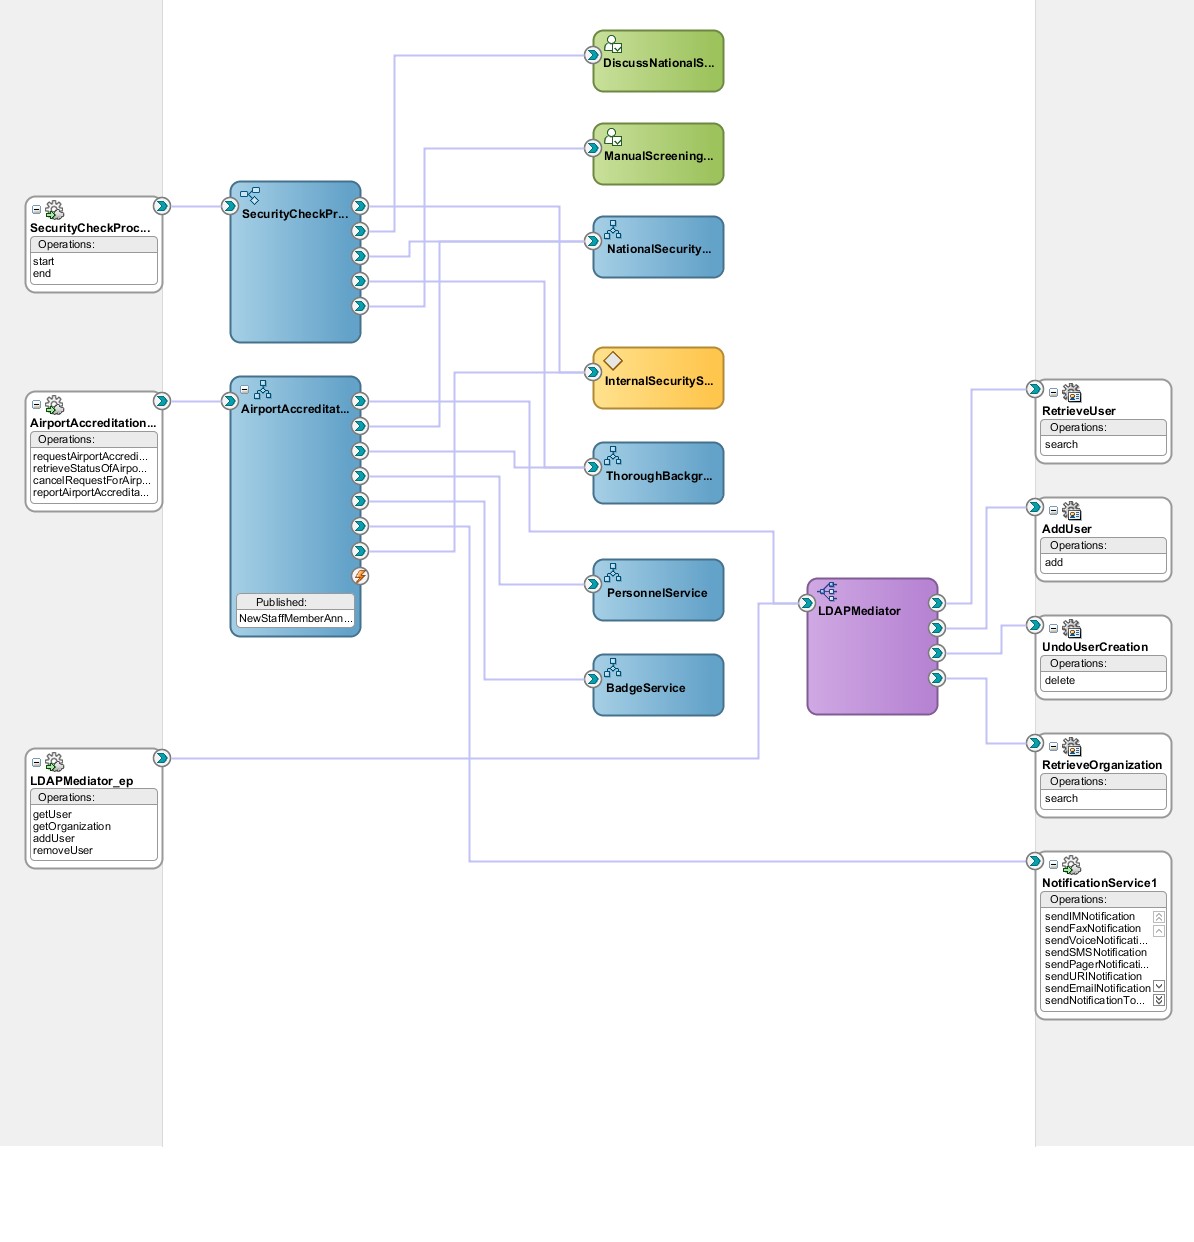 DiscussNationalS...
ManualScreening...
SecurityCheckProc...
Operations:
start
end
SecurityCheckPr...
NationalSecurity...
InternalSecurityS...
AirportAccreditation...
Operations:
requestAirportAccredi...
retrieveStatusOfAirpo...
cancelRequestForAirp...
reportAirportAccredita...
AirportAccreditat...
Published:
NewStaffMemberAnn...
ThoroughBackgr...
PersonnelService
BadgeService
LDAPMediator
LDAPMediator_ep
Operations:
getUser
getOrganization
addUser
removeUser
RetrieveUser
Operations:
search
AddUser
Operations:
add
UndoUserCreation
Operations:
delete
RetrieveOrganization
Operations:
search
NotificationService1
Operations:
sendIMNotification
sendFaxNotification
sendVoiceNotificati...
sendSMSNotification
sendPagerNotificati...
sendURINotification
sendEmailNotification
sendNotificationTo...